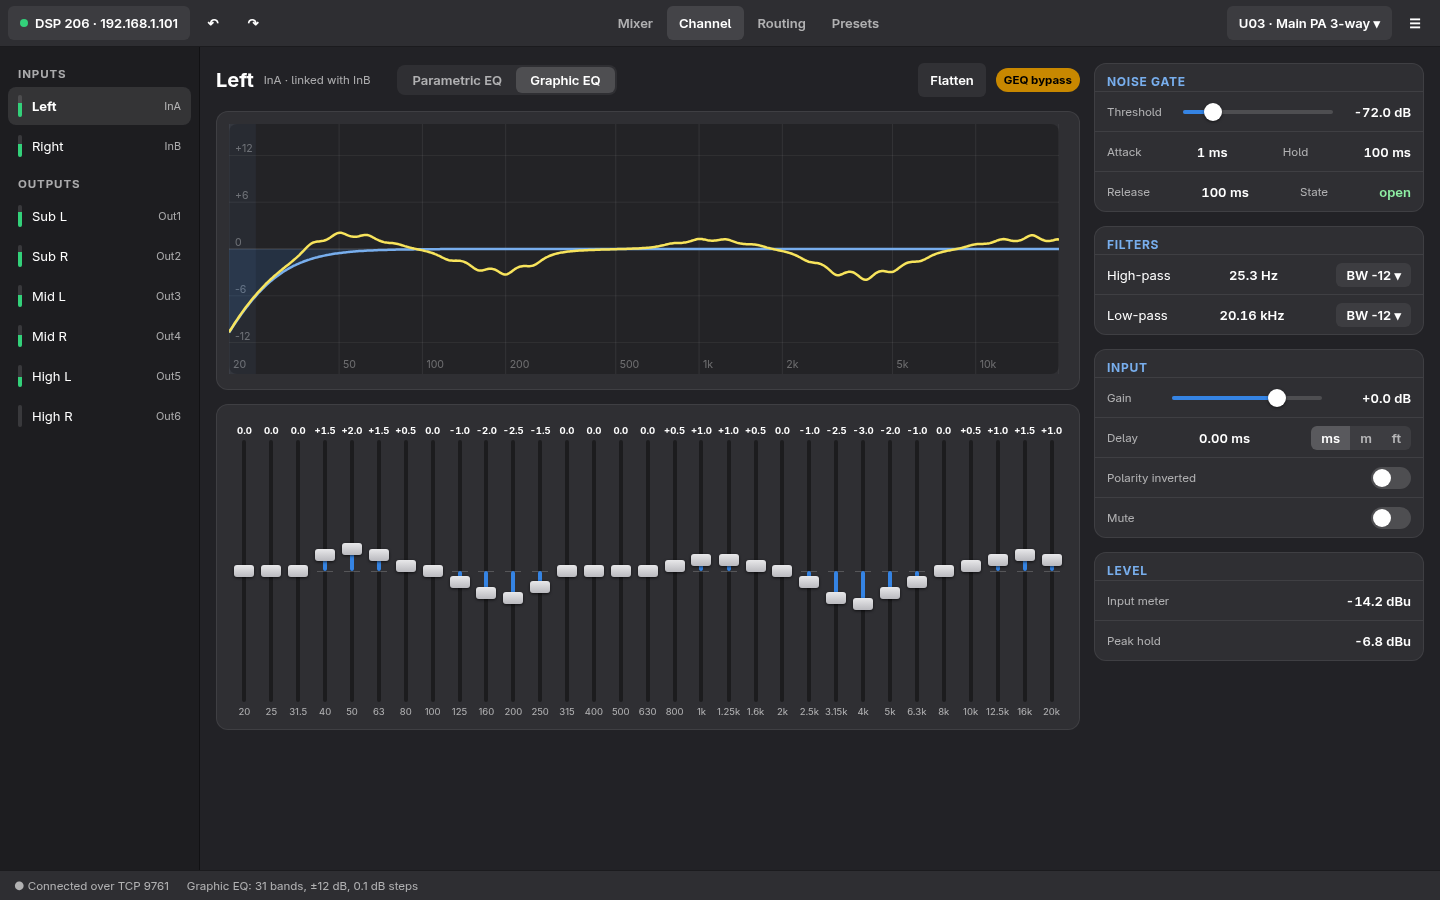 DSP 206 · 192.168.1.101
↶ ↷
Mixer Channel Routing Presets
U03 · Main PA 3-way ▾
☰
INPUTS
Left InA
Right InB
OUTPUTS
Sub L Out1
Sub R Out2
Mid L Out3
Mid R Out4
High L Out5
High R Out6
Left InA · linked with InB
Parametric EQ Graphic EQ
Flatten
GEQ bypass
+12
+6
0
-6
-12
20 50 100 200 500 1k 2k 5k 10k
0.0 0.0 0.0 +1.5 +2.0 +1.5 +0.5 0.0 -1.0 -2.0 -2.5 -1.5 0.0 0.0 0.0 0.0 +0.5 +1.0 +1.0 +0.5 0.0 -1.0 -2.5 -3.0 -2.0 -1.0 0.0 +0.5 +1.0 +1.5 +1.0
20 25 31.5 40 50 63 80 100 125 160 200 250 315 400 500 630 800 1k 1.25k 1.6k 2k 2.5k 3.15k 4k 5k 6.3k 8k 10k 12.5k 16k 20k
NOISE GATE
Threshold -72.0 dB
Attack 1 ms Hold 100 ms
Release 100 ms State open
FILTERS
High-pass 25.3 Hz BW -12 ▾
Low-pass 20.16 kHz BW -12 ▾
INPUT
Gain +0.0 dB
Delay 0.00 ms ms m ft
Polarity inverted
Mute
LEVEL
Input meter -14.2 dBu
Peak hold -6.8 dBu
Connected over TCP 9761 Graphic EQ: 31 bands, ±12 dB, 0.1 dB steps